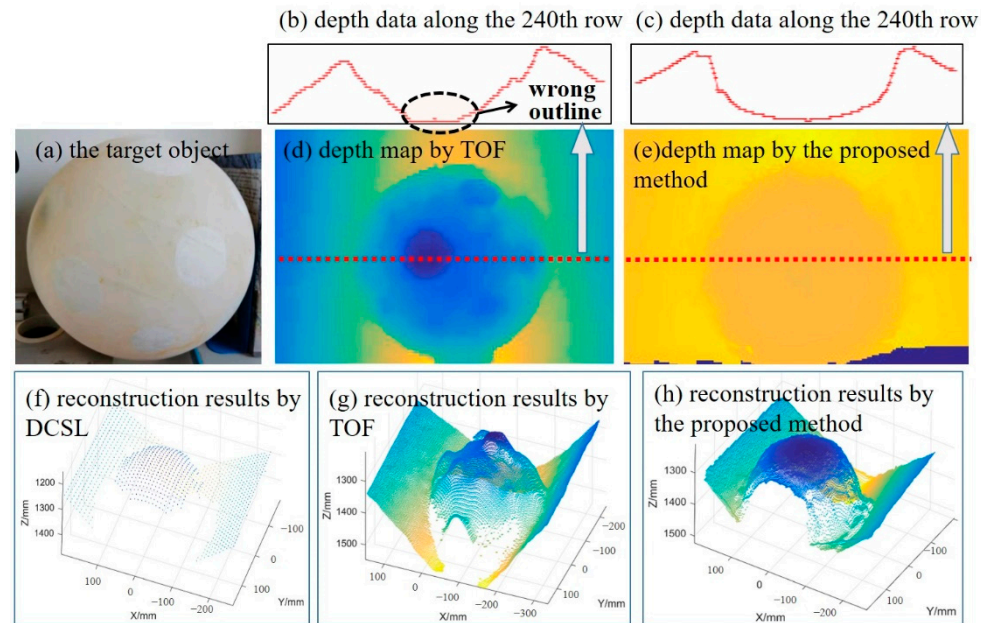 (b) depth data along the 240th row
(c) depth data along the 240th row
wrong
outline
(a) the target object
(d) depth map by TOF
(e)depth map by the proposed
method
(f) reconstruction results by
DCSL
Z/mm
1200
1300
1400
100
0
-100
-200
X/mm
-100
0
100
Y/mm
(g) reconstruction results by
TOF
Z/mm
1300
1400
1500
100
0
-100
-200
-300
X/mm
-200
-100
0
100
Y/mm
(h) reconstruction results by
the proposed method
Z/mm
1300
1400
1500
100
0
-100
-200
X/mm
-100
0
100
Y/mm